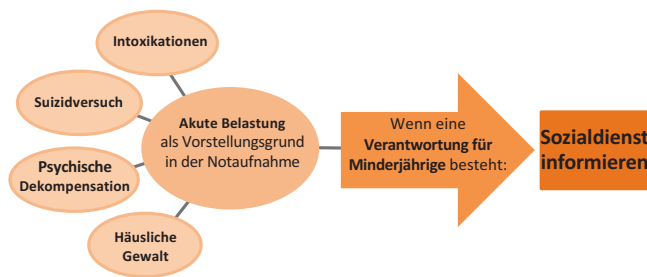 Intoxikationen
Suizidversuch
Psychische
Dekompensation
Häusliche
Gewalt
Akute Belastung
als Vorstellungsgrund
in der Notaufnahme
Wenn eine
Verantwortung für
Minderjährige besteht:
Sozialdienst
informieren